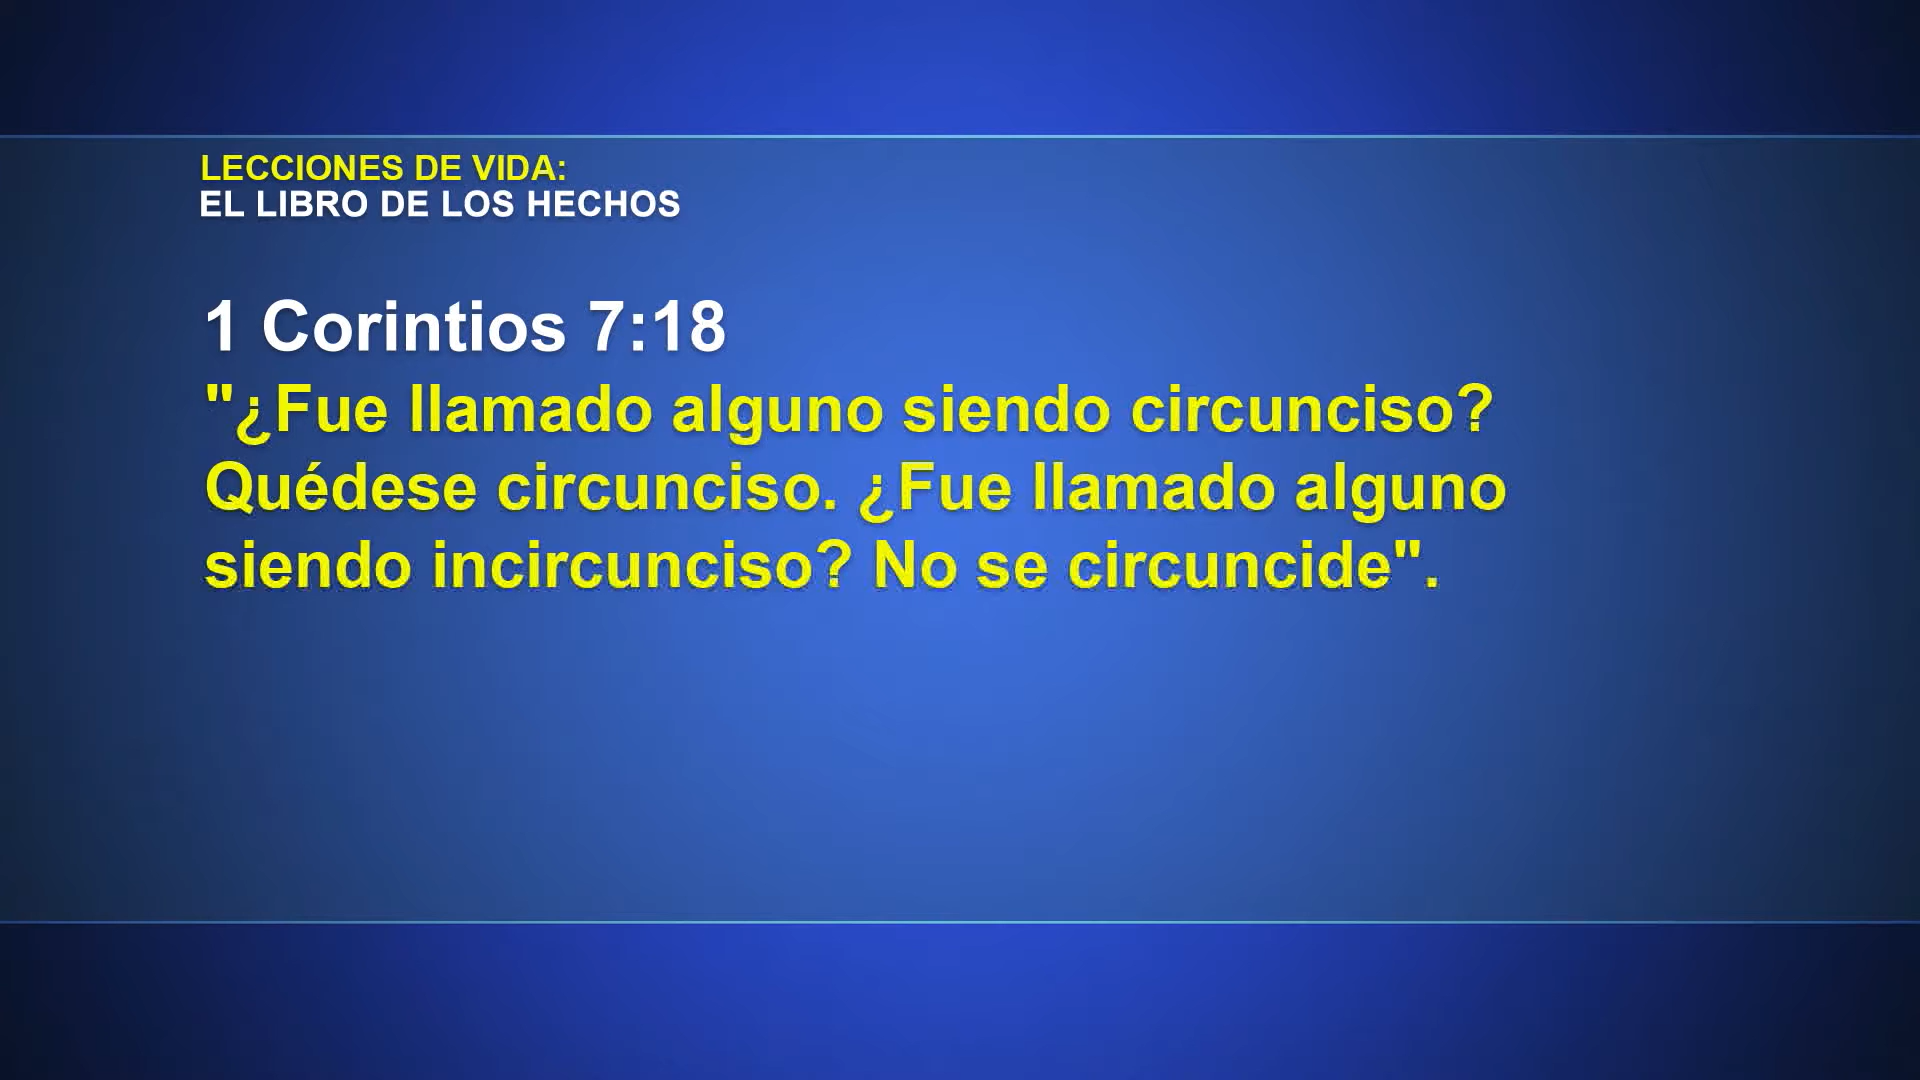 LECCIONES DE VIDA:
EL LIBRO DE LOS HECHOS
1 Corintios 7:18
"¿Fue llamado alguno siendo circunciso?
Quédese circunciso. ¿Fue llamado alguno
siendo incircunciso? No se circuncide".